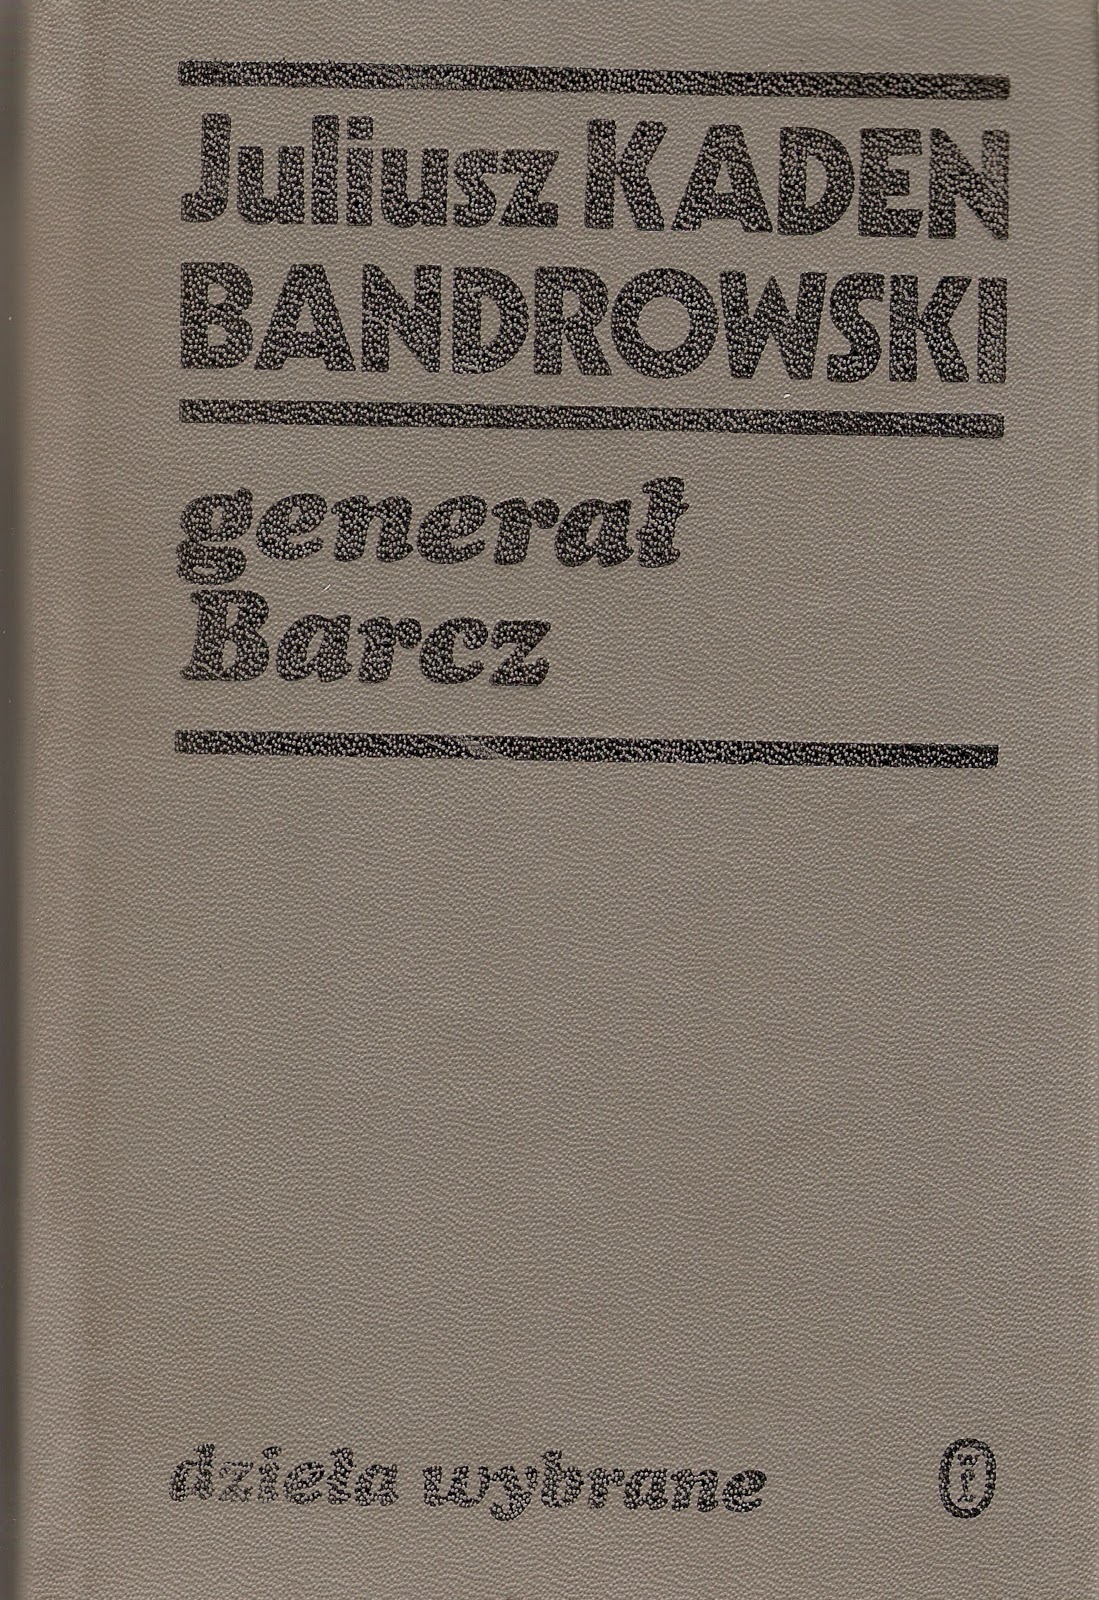 Juliusz KADEN
BANDROWSKI
generał
Barcz
dzieła wybrane